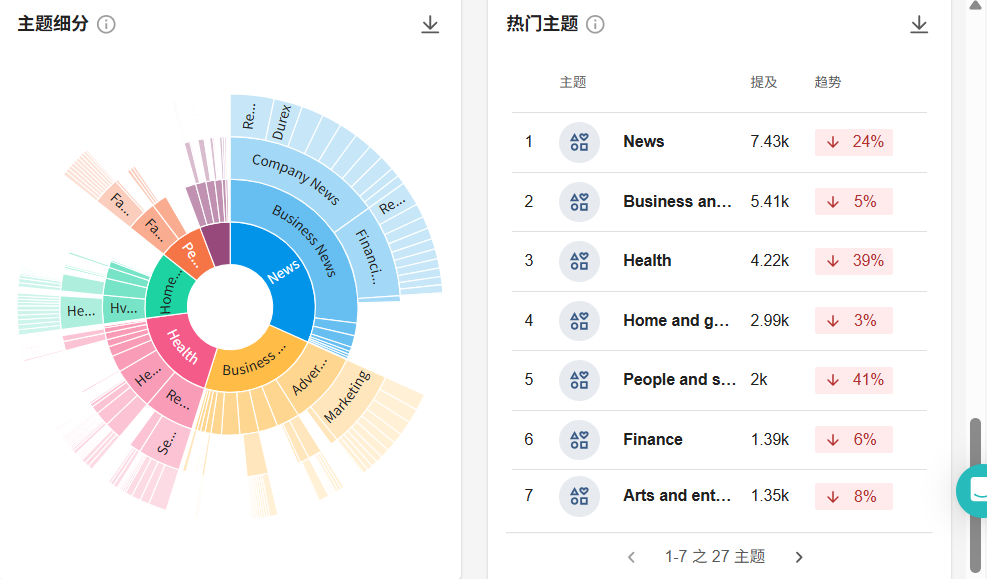 主题细分
Re...
Durex
Company News
Re...
Business News
Financi...
News
Fa...
Fa...
Pe...
Home...
He...
Hv...
Health
Business ...
Adver...
Marketing
He...
Re...
Se...
热门主题
主题 提及 趋势
1 News 7.43k 24%
2 Business an... 5.41k 5%
3 Health 4.22k 39%
4 Home and g... 2.99k 3%
5 People and s... 2k 41%
6 Finance 1.39k 6%
7 Arts and ent... 1.35k 8%
1-7 之 27 主题